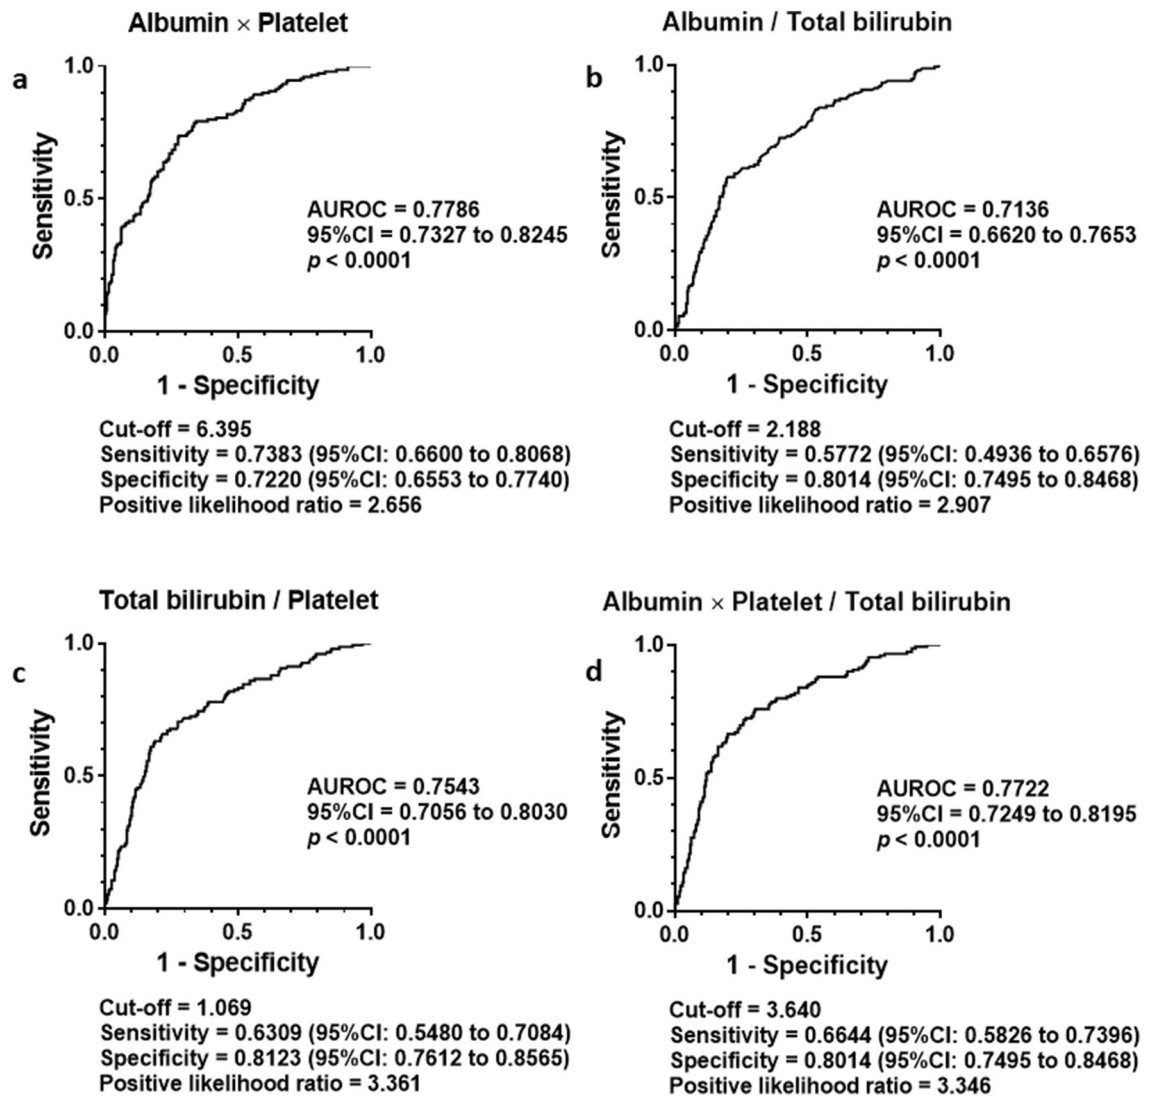 Albumin × Platelet
a
1.0
0.5
0.0
Sensitivity
AUROC = 0.7786
95%CI = 0.7327 to 0.8245
p < 0.0001
0.0 0.5 1.0
1 - Specificity
Cut-off = 6.395
Sensitivity = 0.7383 (95%CI: 0.6600 to 0.8068)
Specificity = 0.7220 (95%CI: 0.6553 to 0.7740)
Positive likelihood ratio = 2.656
Albumin / Total bilirubin
b
1.0
0.5
0.0
Sensitivity
AUROC = 0.7136
95%CI = 0.6620 to 0.7653
p < 0.0001
0.0 0.5 1.0
1 - Specificity
Cut-off = 2.188
Sensitivity = 0.5772 (95%CI: 0.4936 to 0.6576)
Specificity = 0.8014 (95%CI: 0.7495 to 0.8468)
Positive likelihood ratio = 2.907
Total bilirubin / Platelet
c
1.0
0.5
0.0
Sensitivity
AUROC = 0.7543
95%CI = 0.7056 to 0.8030
p < 0.0001
0.0 0.5 1.0
1 - Specificity
Cut-off = 1.069
Sensitivity = 0.6309 (95%CI: 0.5480 to 0.7084)
Specificity = 0.8123 (95%CI: 0.7612 to 0.8565)
Positive likelihood ratio = 3.361
Albumin × Platelet / Total bilirubin
d
1.0
0.5
0.0
Sensitivity
AUROC = 0.7722
95%CI = 0.7249 to 0.8195
p < 0.0001
0.0 0.5 1.0
1 - Specificity
Cut-off = 3.640
Sensitivity = 0.6644 (95%CI: 0.5826 to 0.7396)
Specificity = 0.8014 (95%CI: 0.7495 to 0.8468)
Positive likelihood ratio = 3.346